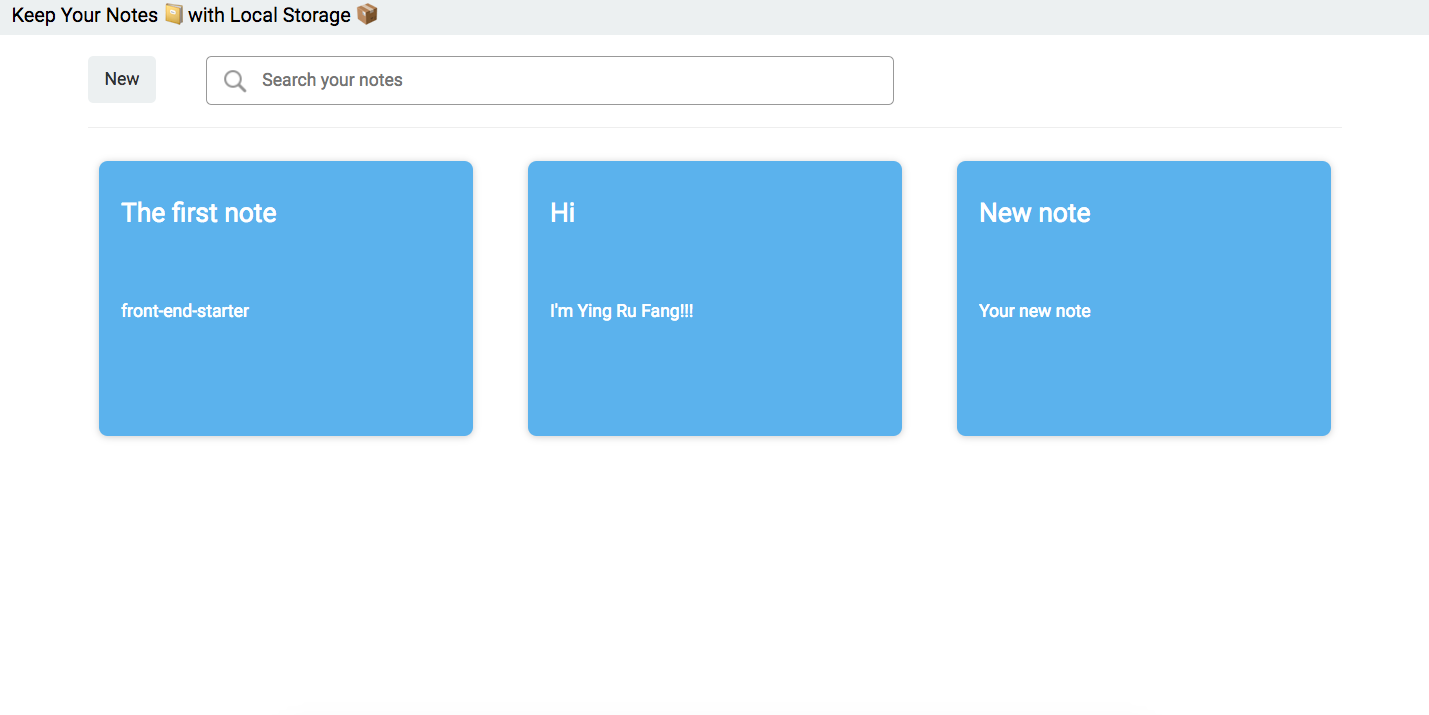 Keep Your Notes 📒 with Local Storage 📦
New
Search your notes
The first note
front-end-starter
Hi
I'm Ying Ru Fang!!!
New note
Your new note